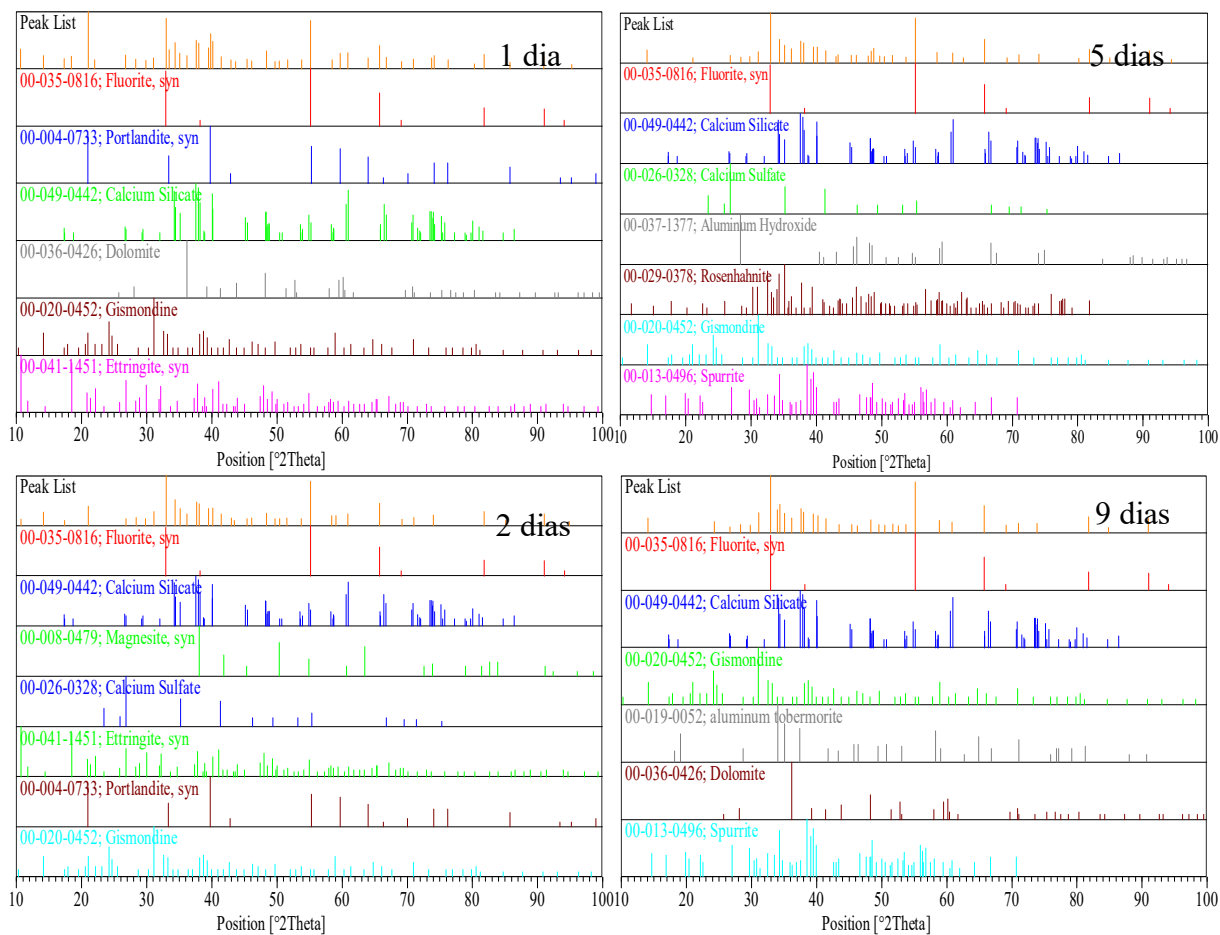 Peak List
1 dia
00-035-0816; Fluorite, syn
00-004-0733; Portlandite, syn
00-049-0442; Calcium Silicate
00-036-0426; Dolomite
00-020-0452; Gismondine
00-041-1451; Ettringite, syn
10 20 30 40 50 60 70 80 90 100
Position [°2Theta]
Peak List
5 dias
00-035-0816; Fluorite, syn
00-049-0442; Calcium Silicate
00-026-0328; Calcium Sulfate
00-037-1377; Aluminum Hydroxide
00-029-0378; Rosenhahnite
00-020-0452; Gismondine
00-013-0496; Spurrite
10 20 30 40 50 60 70 80 90 100
Position [°2Theta]
Peak List
2 dias
00-035-0816; Fluorite, syn
00-049-0442; Calcium Silicate
00-008-0479; Magnesite, syn
00-026-0328; Calcium Sulfate
00-041-1451; Ettringite, syn
00-004-0733; Portlandite, syn
00-020-0452; Gismondine
10 20 30 40 50 60 70 80 90 100
Position [°2Theta]
Peak List
9 dias
00-035-0816; Fluorite, syn
00-049-0442; Calcium Silicate
00-020-0452; Gismondine
00-019-0052; aluminum tobermorite
00-036-0426; Dolomite
00-013-0496; Spurrite
10 20 30 40 50 60 70 80 90 100
Position [°2Theta]